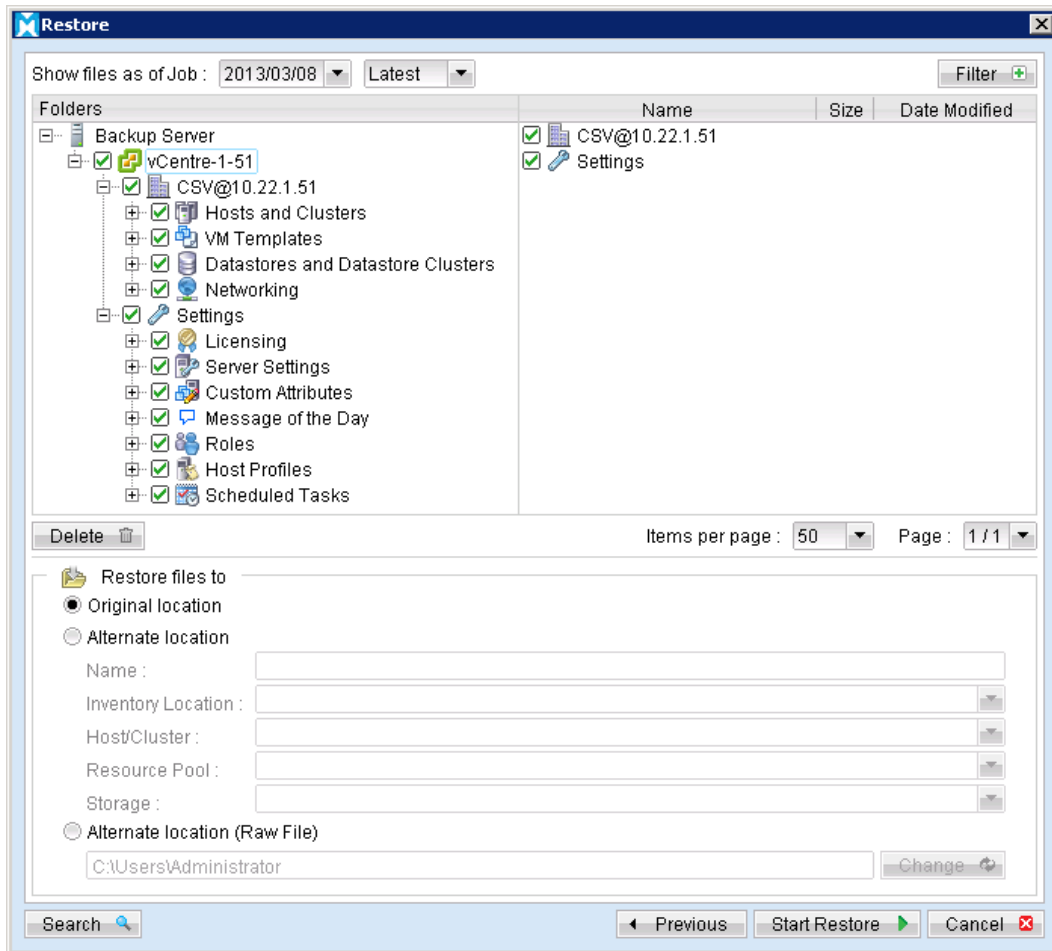 Restore
Show files as of Job : 2013/03/08 Latest Filter
Folders Name Size Date Modified
Backup Server
vCentre-1-51
CSV@10.22.1.51
Hosts and Clusters
VM Templates
Datastores and Datastore Clusters
Networking
Settings
Licensing
Server Settings
Custom Attributes
Message of the Day
Roles
Host Profiles
Scheduled Tasks
CSV@10.22.1.51
Settings
Delete Items per page : 50 Page : 1 / 1
Restore files to
Original location
Alternate location
Name :
Inventory Location :
Host/Cluster :
Resource Pool :
Storage :
Alternate location (Raw File)
C:\Users\Administrator Change
Search Previous Start Restore Cancel